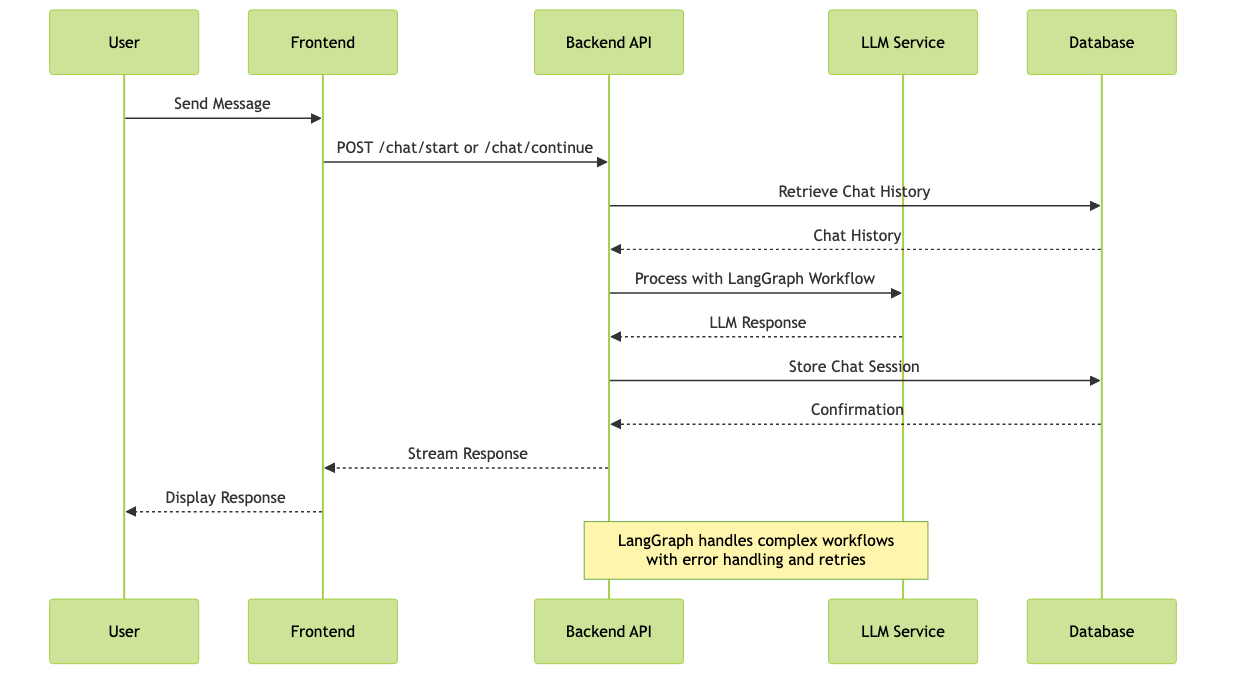 User
Frontend
Backend API
LLM Service
Database
Send Message
POST /chat/start or /chat/continue
Retrieve Chat History
Chat History
Process with LangGraph Workflow
LLM Response
Store Chat Session
Confirmation
Stream Response
Display Response
LangGraph handles complex workflows
with error handling and retries
User
Frontend
Backend API
LLM Service
Database